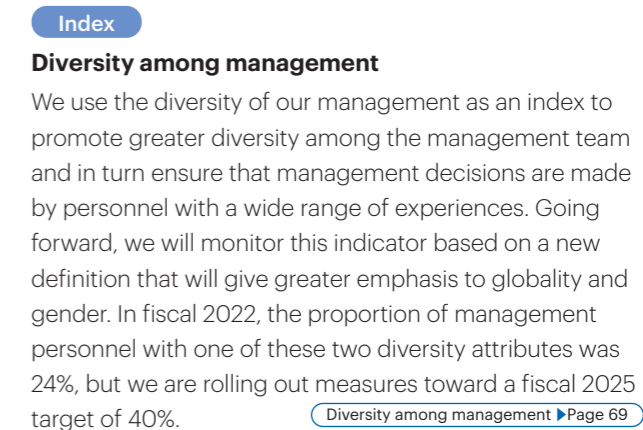 Index
Diversity among management
We use the diversity of our management as an index to
promote greater diversity among the management team
and in turn ensure that management decisions are made
by personnel with a wide range of experiences. Going
forward, we will monitor this indicator based on a new
definition that will give greater emphasis to globality and
gender. In fiscal 2022, the proportion of management
personnel with one of these two diversity attributes was
24%, but we are rolling out measures toward a fiscal 2025
target of 40%. Diversity among management ▶Page 69